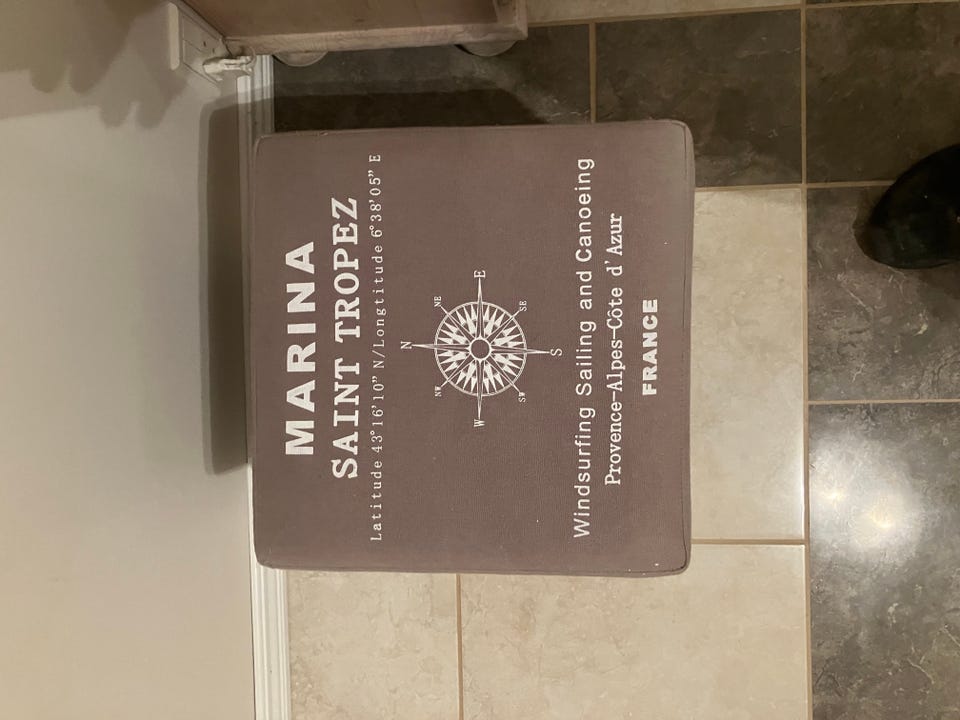 MARINA
SAINT TROPEZ
Latitude 43°16'10" N/Longtitude 6°38'05" E
N
NW NE
W E
SW SE
S
Windsurfing Sailing and Canoeing
Provence-Alpes-Côte d'Azur
FRANCE